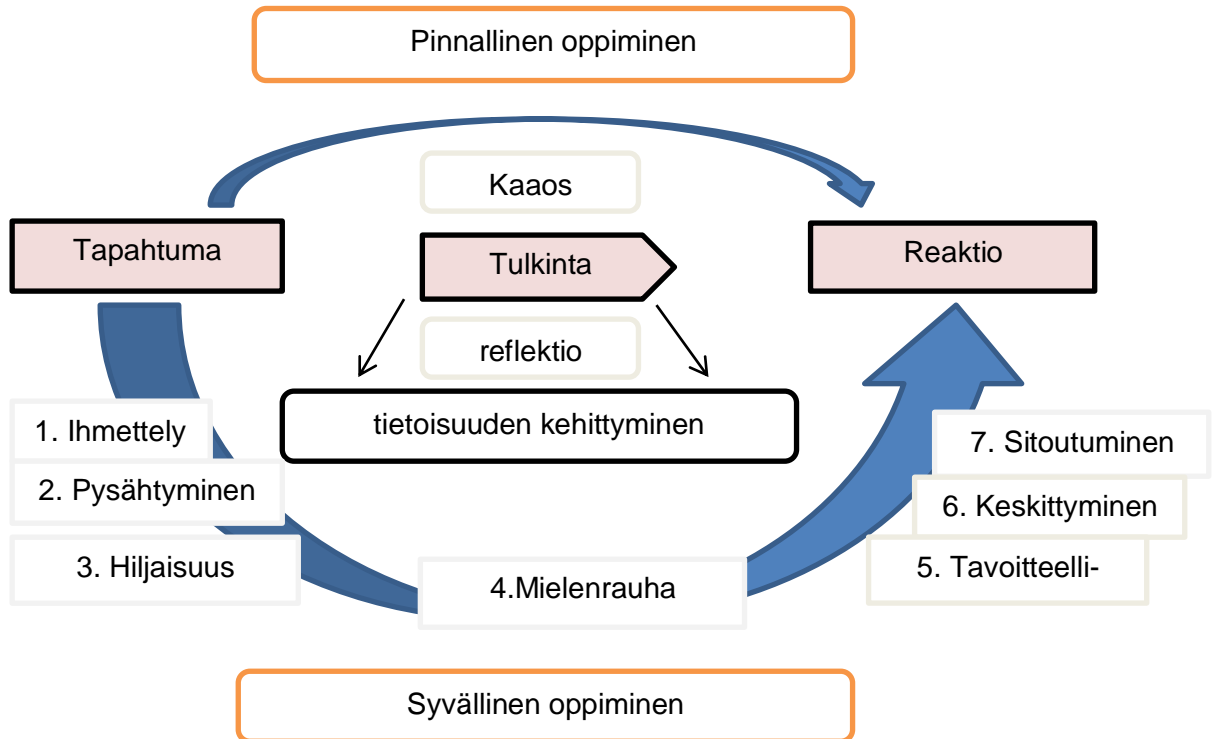 Pinnallinen oppiminen
Kaaos
Tapahtuma
Tulkinta
Reaktio
reflektio
tietoisuuden kehittyminen
1. Ihmettely
2. Pysähtyminen
3. Hiljaisuus
4.Mielenrauha
7. Sitoutuminen
6. Keskittyminen
5. Tavoitteelli-
Syvällinen oppiminen